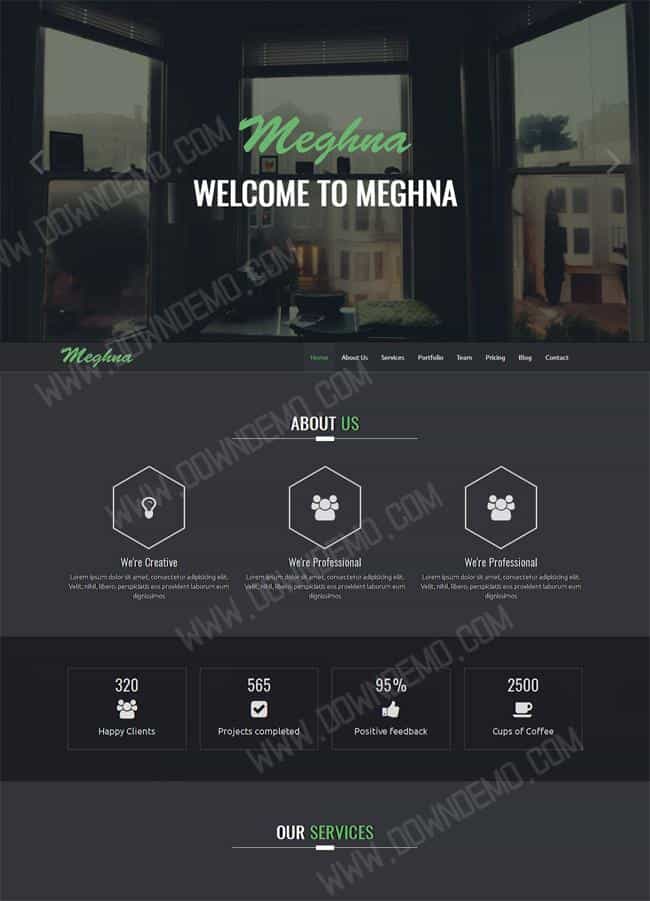 Meghna
WELCOME TO MEGHNA
Meghna
Home About Us Services Portfolio Team Pricing Blog Contact
ABOUT US
We're Creative
Lorem ipsum dolor sit amet, consectetur adipiscing elit.
Velit, nihil, libero, perspiciatis eos provident laborum eum
dignissimos
We're Professional
Lorem ipsum dolor sit amet, consectetur adipiscing elit.
Velit, nihil, libero, perspiciatis eos provident laborum eum
dignissimos
We're Professional
Lorem ipsum dolor sit amet, consectetur adipiscing elit.
Velit, nihil, libero, perspiciatis eos provident laborum eum
dignissimos
320
Happy Clients
565
Projects completed
95%
Positive feedback
2500
Cups of Coffee
OUR SERVICES
WWW.DOWNDEMO.COM
WWW.DOWNDEMO.COM
WWW.DOWNDEMO.COM
WWW.DOWNDEMO.COM
WWW.DOWNDEMO.COM
WWW.DOWNDEMO.COM